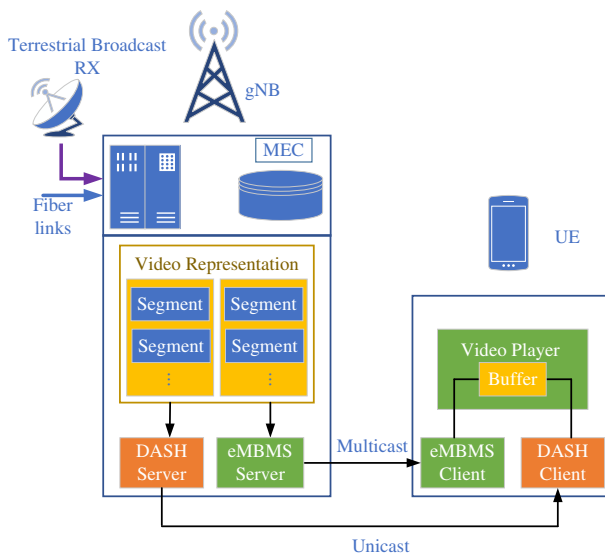 Terrestrial Broadcast
RX
gNB
MEC
Fiber
links
UE
Video Representation
Segment
Segment
Segment
Segment
⋮
⋮
Video Player
Buffer
DASH
Server
eMBMS
Server
Multicast
eMBMS
Client
DASH
Client
Unicast